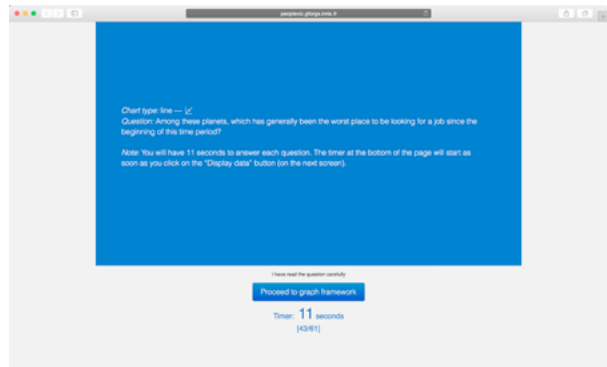 peoplevis.gforge.inria.fr
Chart type: line —
Question: Among these planets, which has generally been the worst place to be looking for a job since the
beginning of this time period?
Note: You will have 11 seconds to answer each question. The timer at the bottom of the page will start as
soon as you click on the "Display data" button (on the next screen).
I have read the question carefully
Proceed to graph framework
Timer: 11 seconds
[43/61]